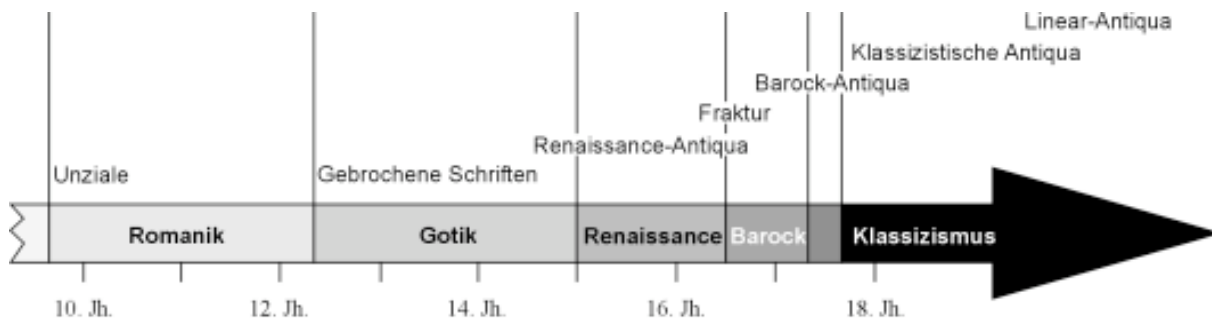 Linear-Antiqua
Klassizistische Antiqua
Barock-Antiqua
Fraktur
Renaissance-Antiqua
Unziale
Gebrochene Schriften
Romanik
Gotik
Renaissance
Barock
Klassizismus
10. Jh.
12. Jh.
14. Jh.
16. Jh.
18. Jh.